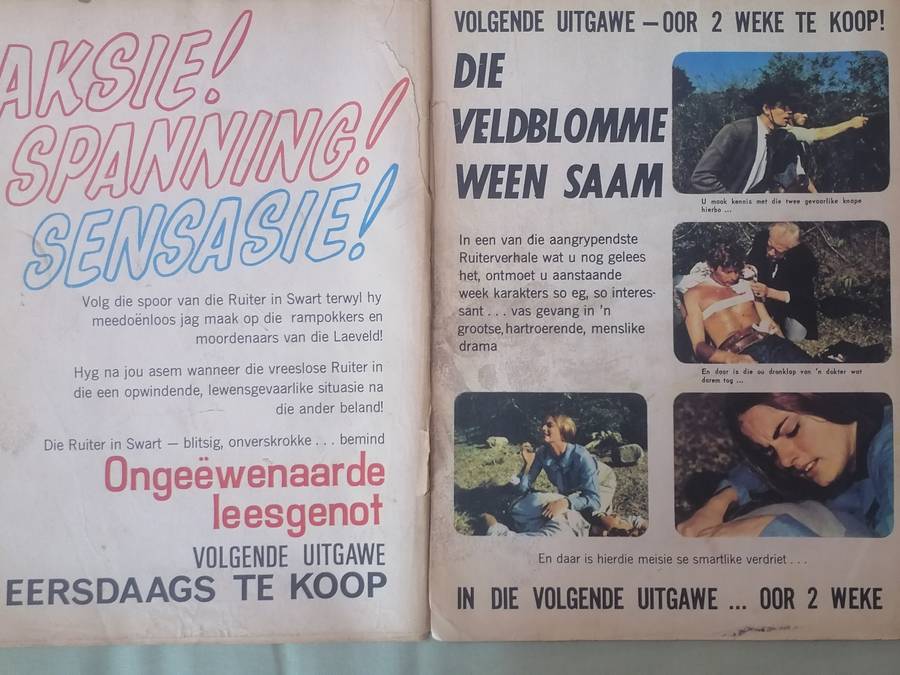 AKSIE!
SPANNING!
SENSASIE!
Volg die spoor van die Ruiter in Swart terwyl hy
meedoënloos jag maak op die rampokkers en
moordenaars van die Laeveld!
Hyg na jou asem wanneer die vreeslose Ruiter in
die een opwindende, lewensgevaarlike situasie na
die ander beland!
Die Ruiter in Swart — blitsig, onverskrokke . . . bemind
Ongeëwenaarde
leesgenot
VOLGENDE UITGAWE
EERSDAAGS TE KOOP
VOLGENDE UITGAWE — OOR 2 WEKE TE KOOP!
DIE
VELDBLOMME
WEEN SAAM
U maak kennis met die twee gevaarlike knape
hierbo ...
In een van die aangrypendste
Ruiterverhale wat u nog gelees
het, ontmoet u aanstaande
week karakters so eg, so interes-
sant . . . vas gevang in 'n
grootse, hartroerende, menslike
drama
En daar is die ou dronklap van 'n dokter wat
darem tog ...
En daar is hierdie meisie se smartlike verdriet . . .
IN DIE VOLGENDE UITGAWE ... OOR 2 WEKE